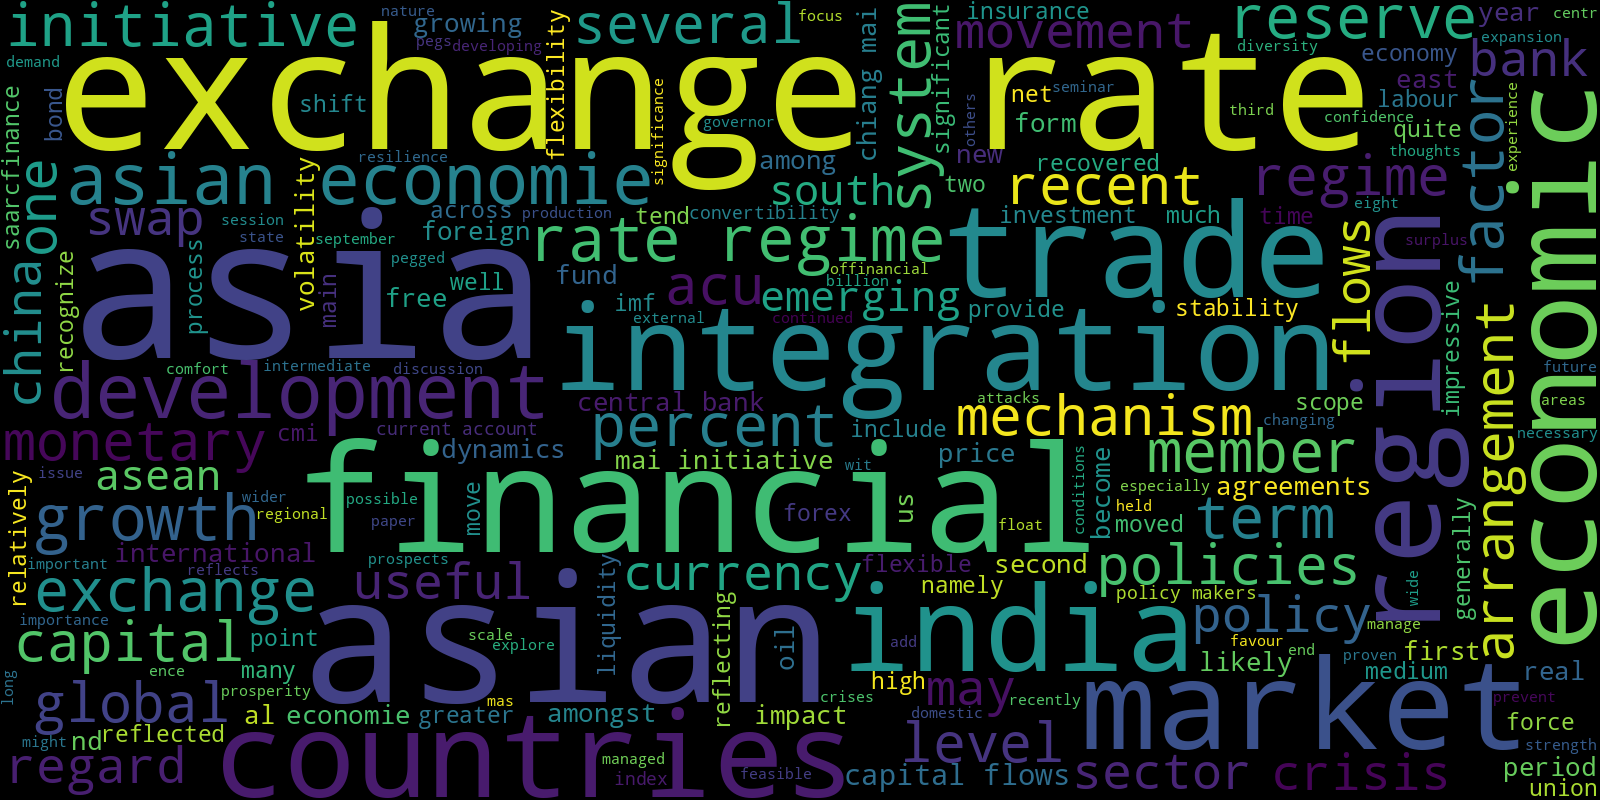 initiative
nature
growing
pegs
developing
several
focus
insurance
movement
reserve
year
centr
demand
exchange rate
flexibility
chiang mai
system
significant
diversity
economy
expansion
bank
saarcfinance
bond
shift
significance
governor
others
net
seminar
form
third
east
labour
confidence
quite
factor
experience
economic
one
asian economie
resilience
among
new
recovered
thoughts
south
two
recent
regime
eight
swap
volatility
session
state
september
across
production
foreign
tend
convertibility
investment
much
time
rate regime
trade
flows
region
surplus
china
recognize
asia
process
main
pegged
free
well
fund
imf
external
acu
offinancial
billion
continued
emerging
provide
stability
integration
impressive
arrangement
development
comfort
intermediate
discussion
central bank
attacks
mechanism
scope
changing
future
areas
necessary
monetary
cmi
current account
dynamics
percent
include
price
member
mai initiative
wit
issue
asean
financial
us
conditions
become
especially
agreements
held
moved
term
generally
relatively
growth
wider
regional
possible
paper
move
forex
float
important
international
reflects
prospects
liquidity
flexible
second
policies
wide
exchange
useful
currency
namely
policy makers
manage
importance
capital
point
asian
scale
explore
reflecting
oil
india
add
policy
favour
end
likely
proven
first
medium
real
ence
many
long
global
prosperity
mas
high
crises
may
recently
market
prevent
al
economie
greater
amongst
impact
domestic
force
might
nd
reflected
countries
managed
index
feasible
level
strength
regard
capital flows
sector
crisis
period
union